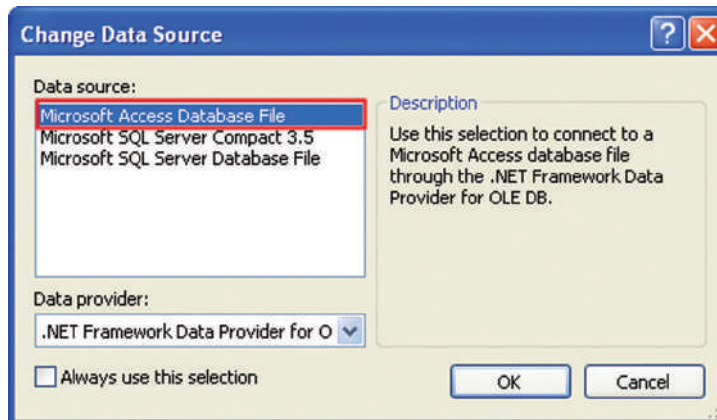 Change Data Source
?
Data source:
Microsoft Access Database File
Microsoft SQL Server Compact 3.5
Microsoft SQL Server Database File
Description
Use this selection to connect to a
Microsoft Access database file
through the .NET Framework Data
Provider for OLE DB.
Data provider:
.NET Framework Data Provider for O
Always use this selection
OK
Cancel